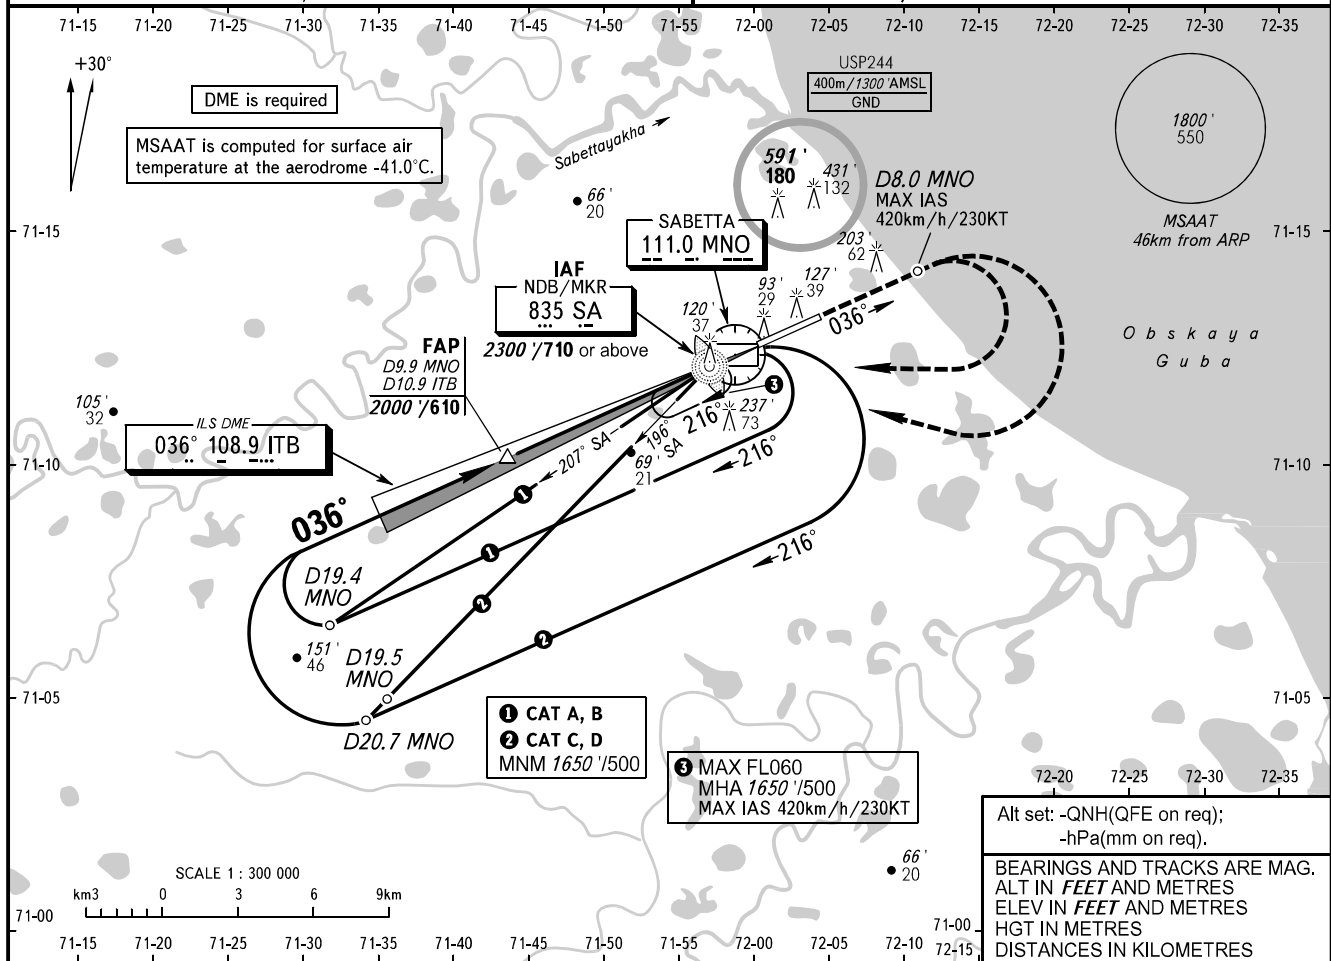 71-15 71-20 71-25 71-30 71-35 71-40 71-45 71-50 71-55 72-00 72-05 72-10 72-15 72-20 72-25 72-30 72-35
+30°
DME is required
MSAAT is computed for surface air
temperature at the aerodrome -41.0°C.
Sabettayakha
USP244
400m/1300 'AMSL
GND
1800 '
550
MSAAT
46km from ARP
591 '
180
431 '
132
D8.0 MNO
MAX IAS
420km/h/230KT
66 '
20
71-15
71-15
SABETTA
111.0 MNO
203 '
62
IAF
NDB/MKR
835 SA
2300 '/710 or above
93 '
29
127 '
39
120 '
37
036°
Obskaya
Guba
FAP
D9.9 MNO
D10.9 ITB
2000 '/610
3
105 '
32
ILS DME
036° 108.9 ITB
216°
237 '
73
207° SA
196° SA
69 '
21
216°
71-10
71-10
1
036°
216°
1
D19.4
MNO
2
2
151 '
46
D19.5
MNO
71-05
71-05
D20.7 MNO
1 CAT A, B
2 CAT C, D
MNM 1650 '/500
3 MAX FL060
MHA 1650 '/500
MAX IAS 420km/h/230KT
72-20 72-25 72-30 72-35
Alt set: -QNH(QFE on req);
-hPa(mm on req).
66 '
20
BEARINGS AND TRACKS ARE MAG.
ALT IN FEET AND METRES
ELEV IN FEET AND METRES
HGT IN METRES
DISTANCES IN KILOMETRES
SCALE 1 : 300 000
km3 0 3 6 9km
71-00
71-00
71-15 71-20 71-25 71-30 71-35 71-40 71-45 71-50 71-55 72-00 72-05 72-10 72-15